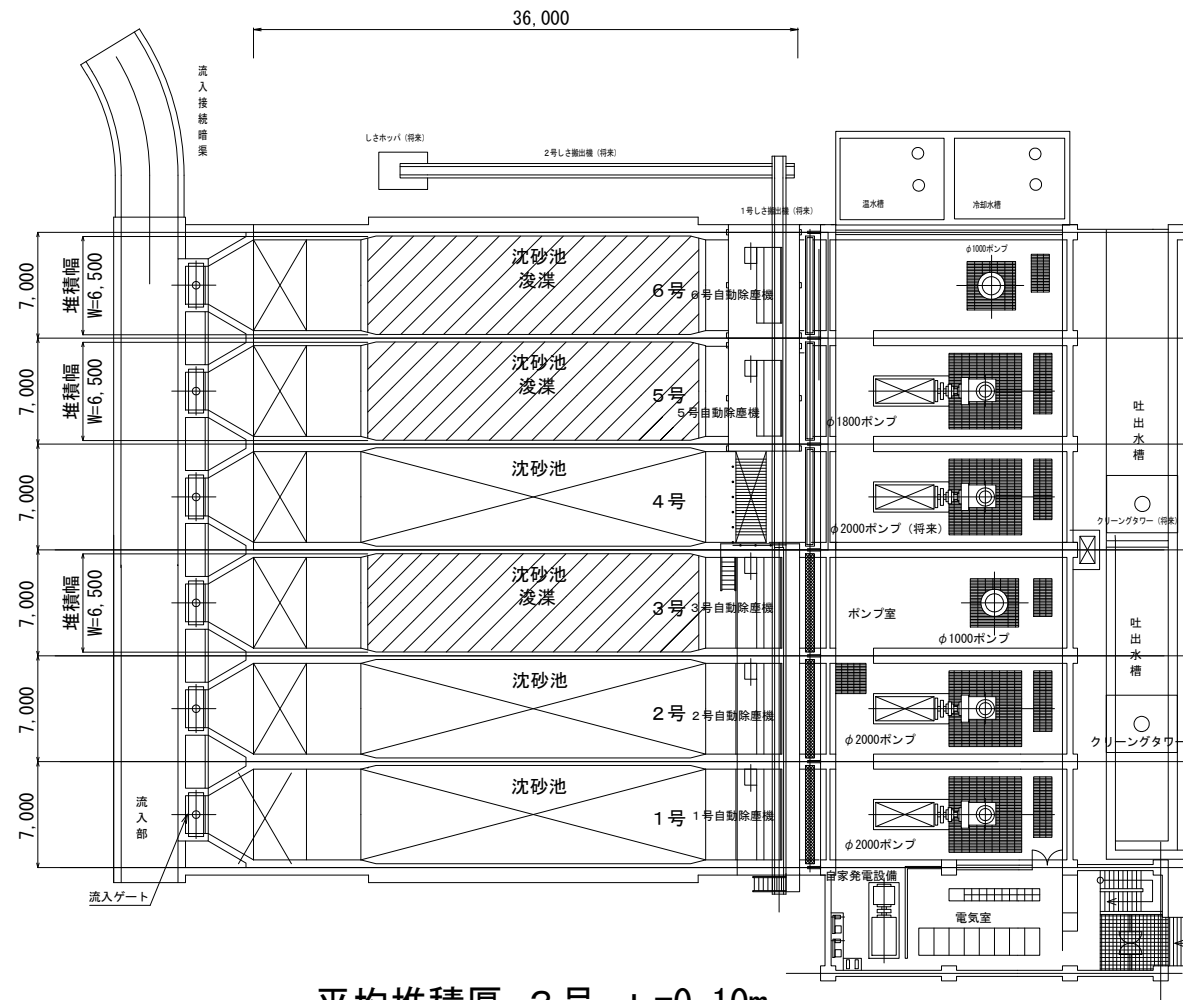 36,000
流入接続暗渠
しさホッパ（将来）
2号しさ搬出機（将来）
1号しさ搬出機（将来）
温水槽
冷却水槽
7,000
堆積幅
W=6,500
沈砂池
浚渫
6号
6号自動除塵機
φ1000ポンプ
7,000
堆積幅
W=6,500
沈砂池
浚渫
5号
5号自動除塵機
φ1800ポンプ
吐出水槽
7,000
沈砂池
4号
φ2000ポンプ（将来）
クリーングタワー（将来）
7,000
堆積幅
W=6,500
沈砂池
浚渫
3号
3号自動除塵機
ポンプ室
φ1000ポンプ
吐出水槽
7,000
沈砂池
2号
2号自動除塵機
φ2000ポンプ
クリーングタワー
7,000
流入部
沈砂池
1号
1号自動除塵機
φ2000ポンプ
流入ゲート
自家発電設備
電気室